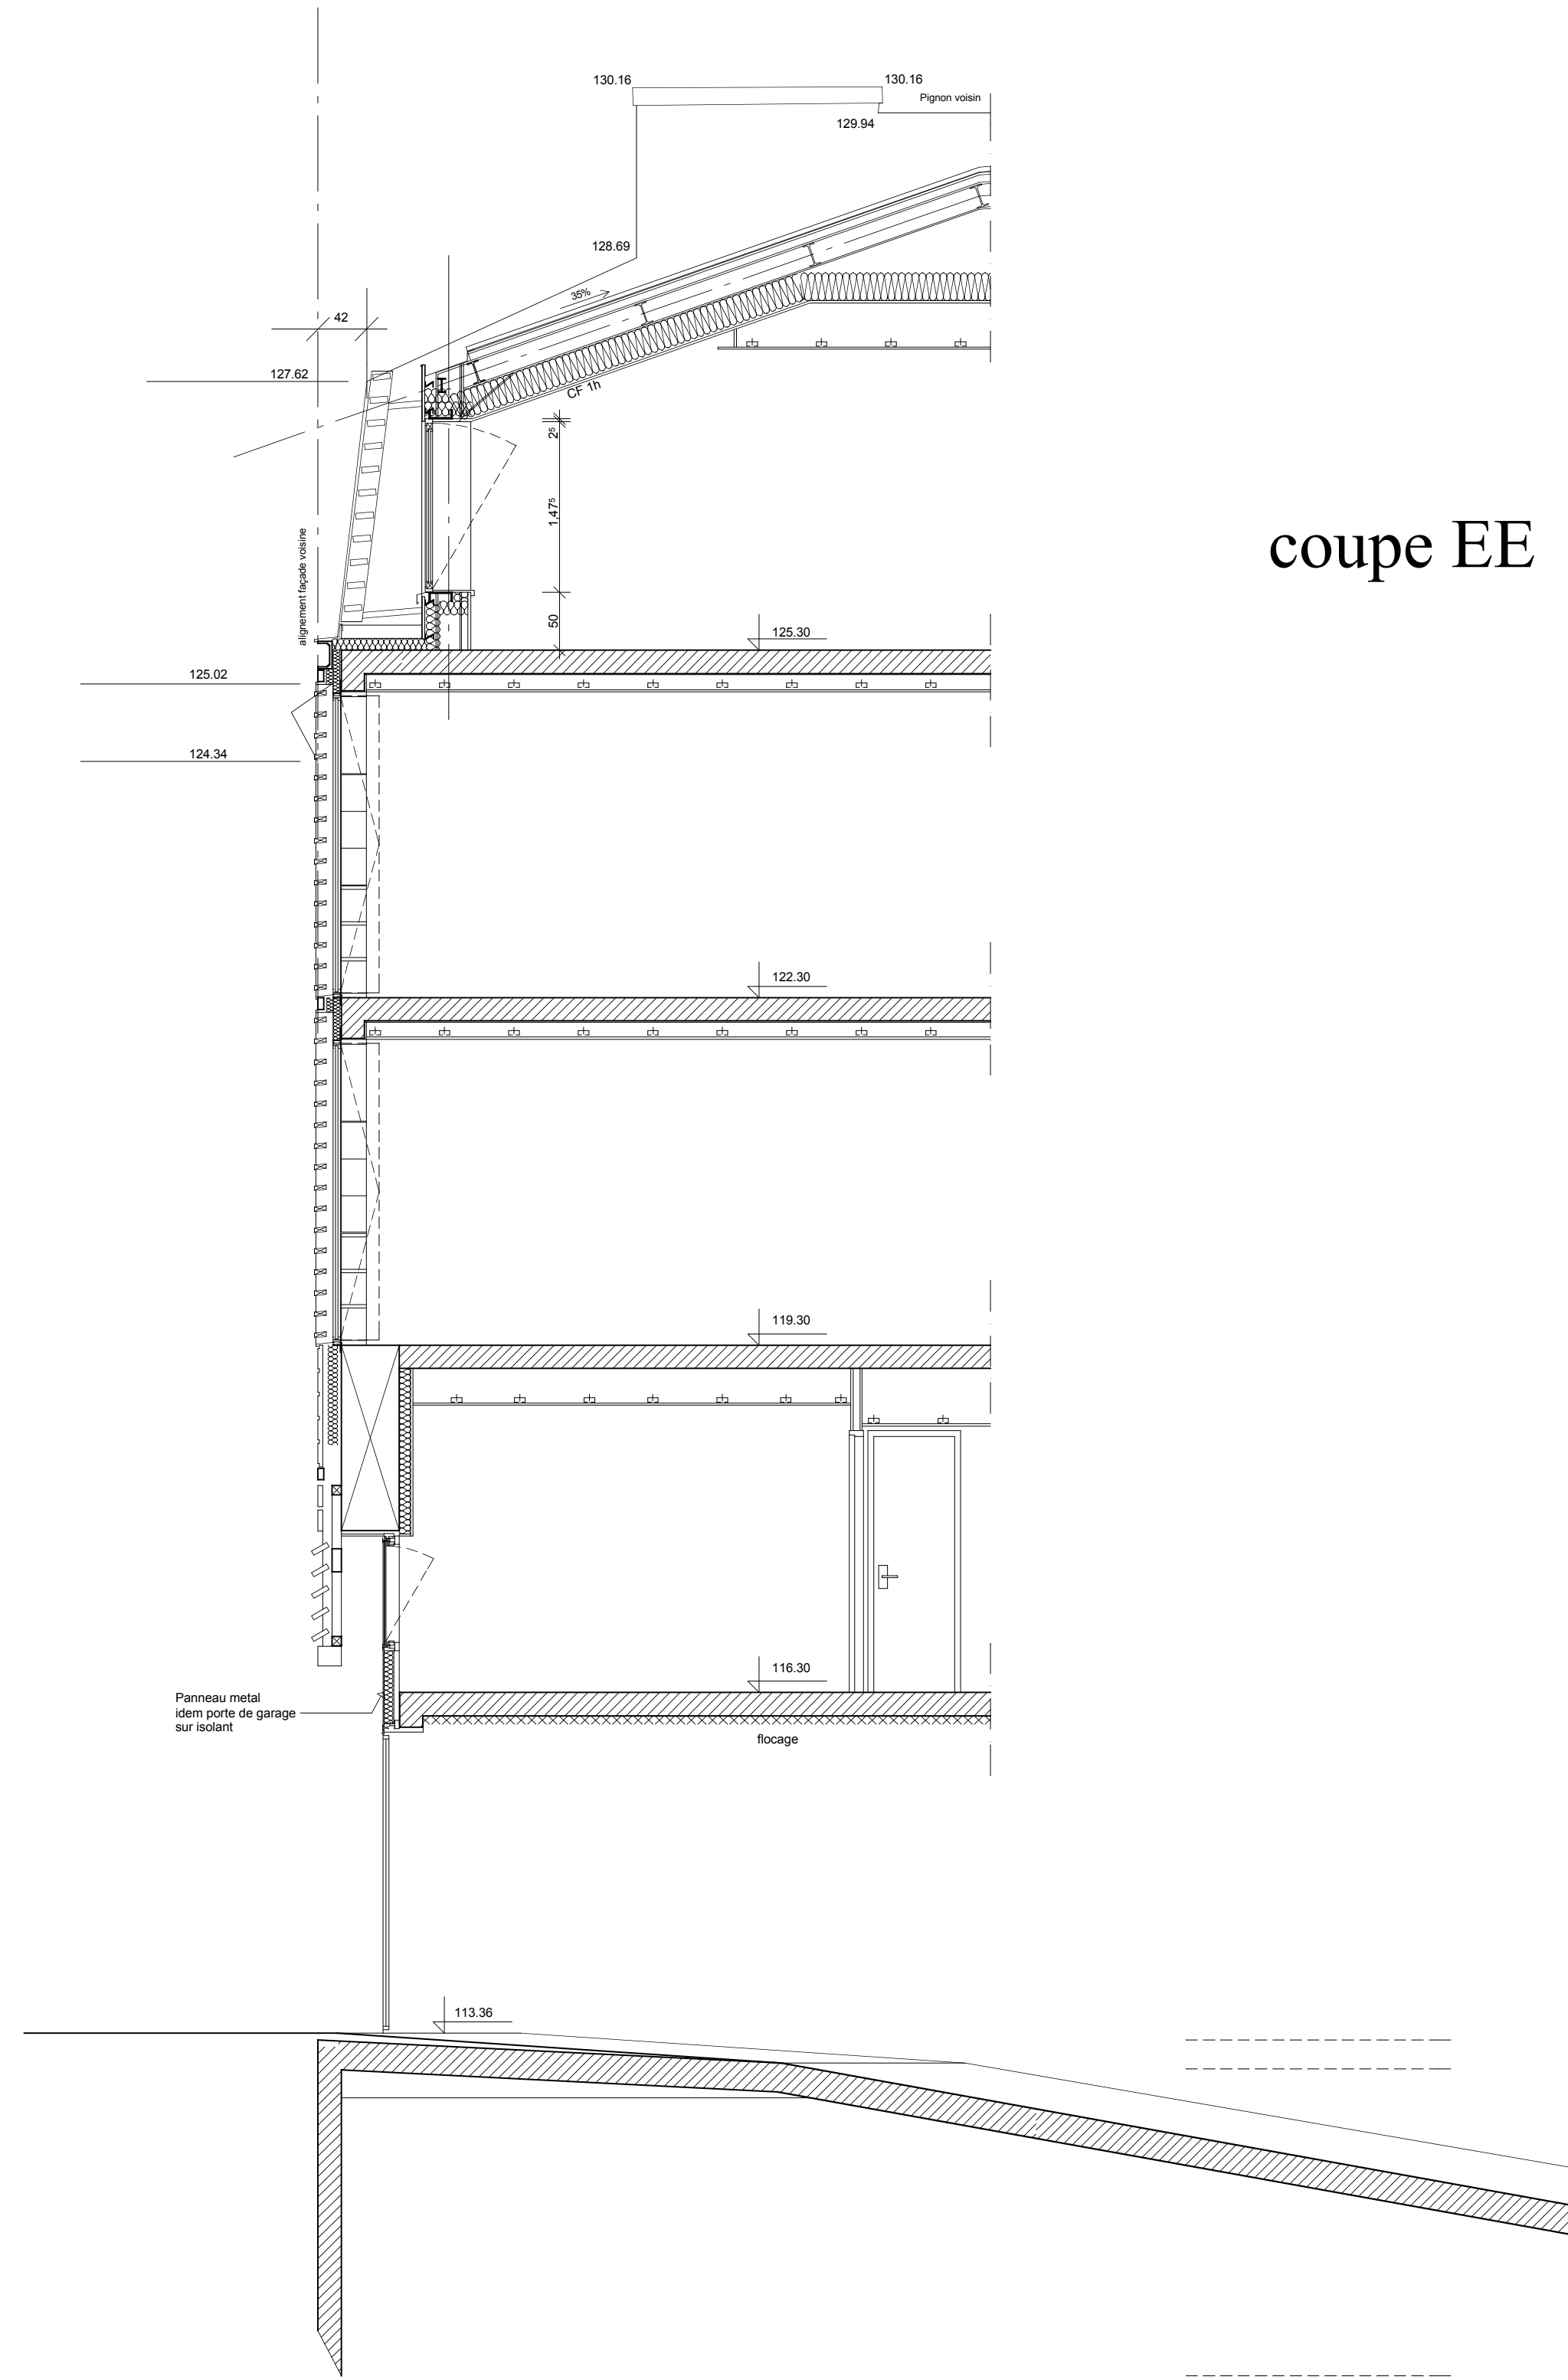 130.16
130.16
Pignon voisin
129.94
128.69
35%
42
127.62
CF 1h
2⁵
1,47⁵
coupe EE
alignement façade voisine
50
125.30
125.02
124.34
122.30
119.30
116.30
Panneau metal
idem porte de garage
sur isolant
flocage
113.36